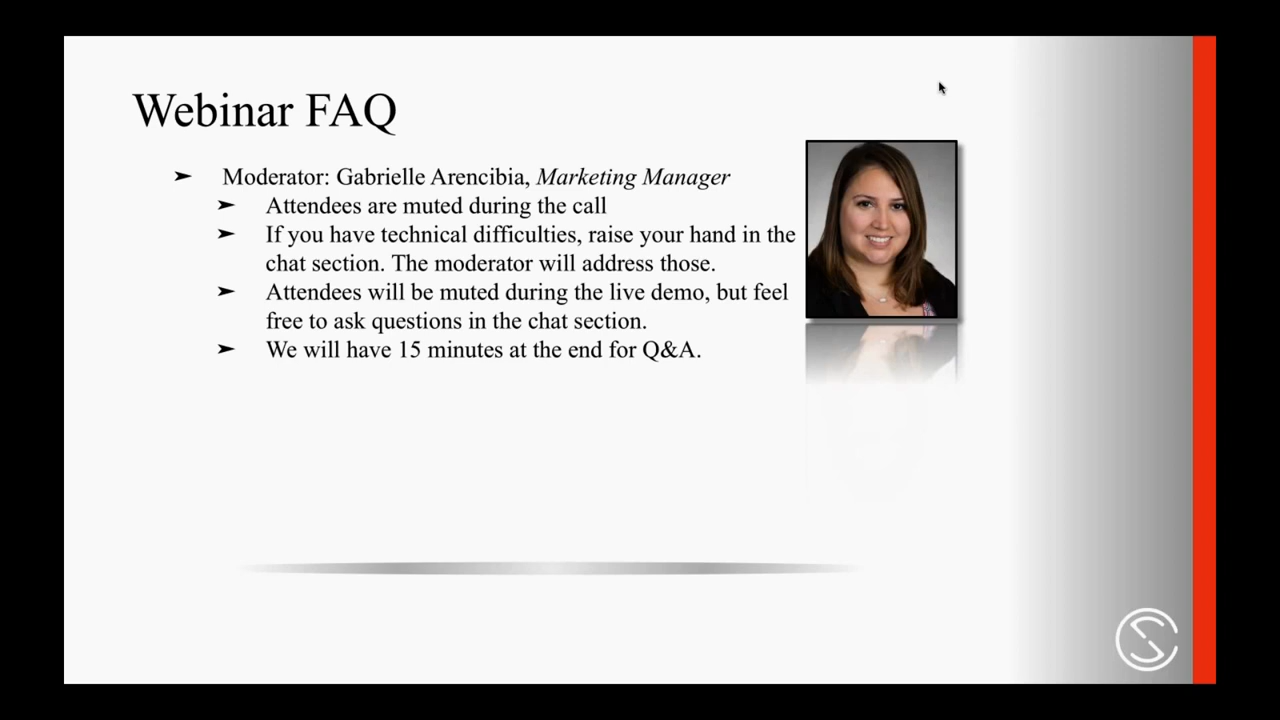 Webinar FAQ
➤ Moderator: Gabrielle Arencibia, Marketing Manager
➤ Attendees are muted during the call
➤ If you have technical difficulties, raise your hand in the
chat section. The moderator will address those.
➤ Attendees will be muted during the live demo, but feel
free to ask questions in the chat section.
➤ We will have 15 minutes at the end for Q&A.